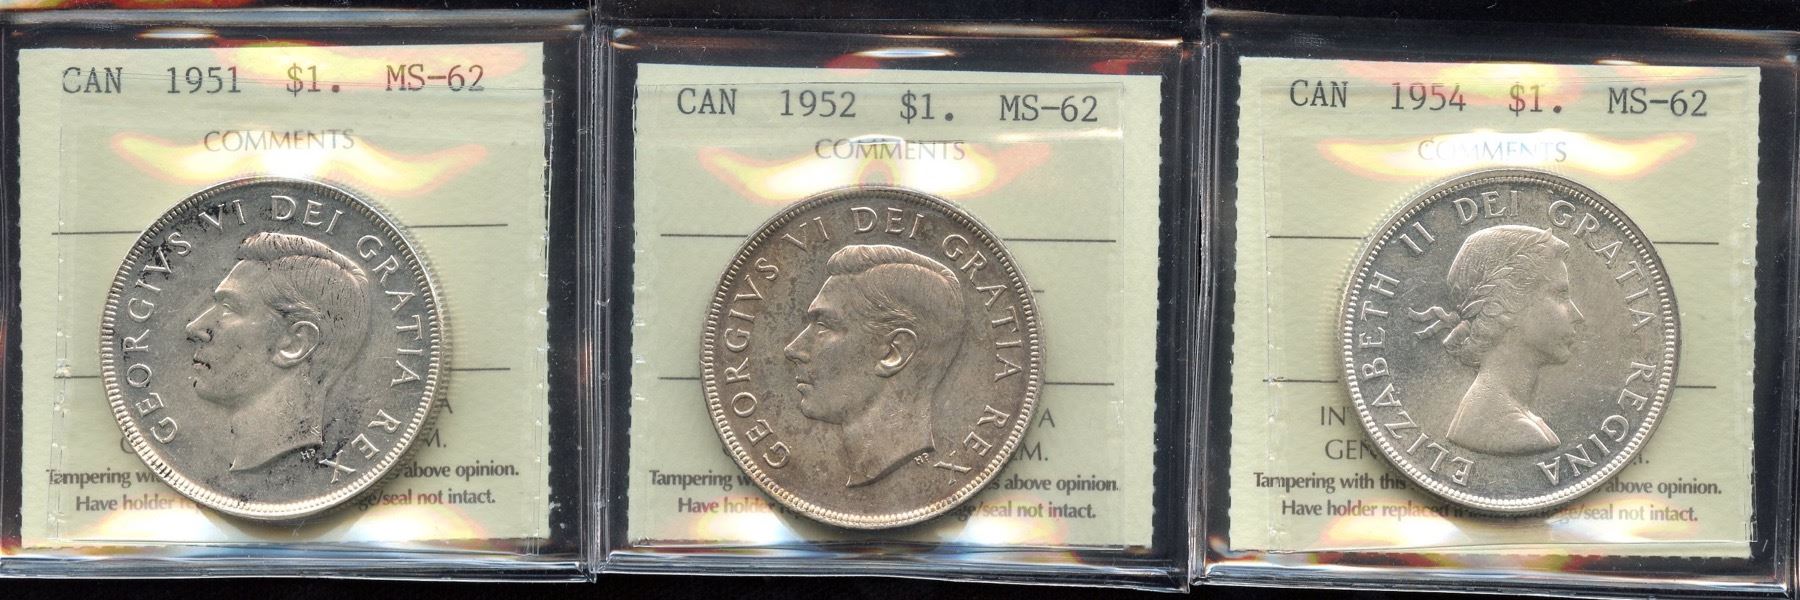 CAN 1951 $1. MS-62
COMMENTS
GEORGIVS VI DEI GRATIA REX
HP
Tampering above opinion.
Have holder seal not intact.
CAN 1952 $1. MS-62
COMMENTS
GEORGIVS VI DEI GRATIA REX
HP
Tampering above opinion.
Have holder seal not intact.
CAN 1954 $1. MS-62
COMMENTS
ELIZABETH II DEI GRATIA REGINA
Tampering with this above opinion.
Have holder replaced seal not intact.